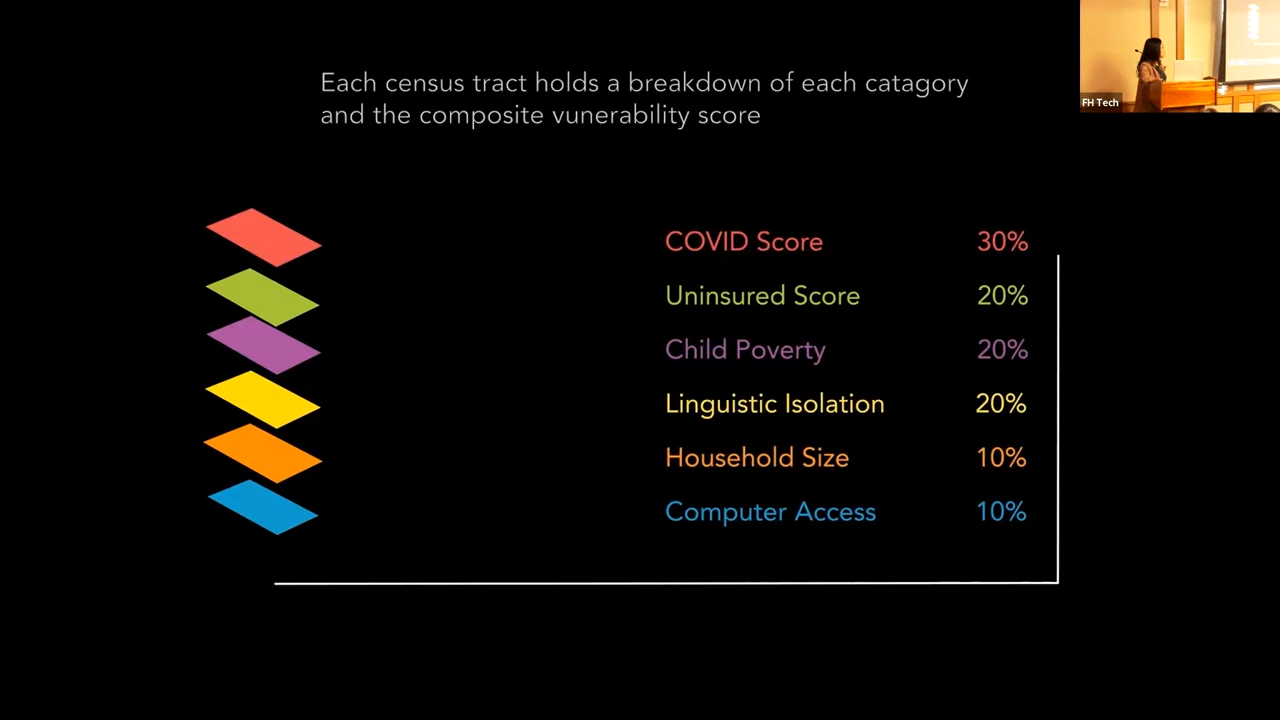 Each census tract holds a breakdown of each catagory
and the composite vunerability score
FH Tech
COVID Score 30%
Uninsured Score 20%
Child Poverty 20%
Linguistic Isolation 20%
Household Size 10%
Computer Access 10%